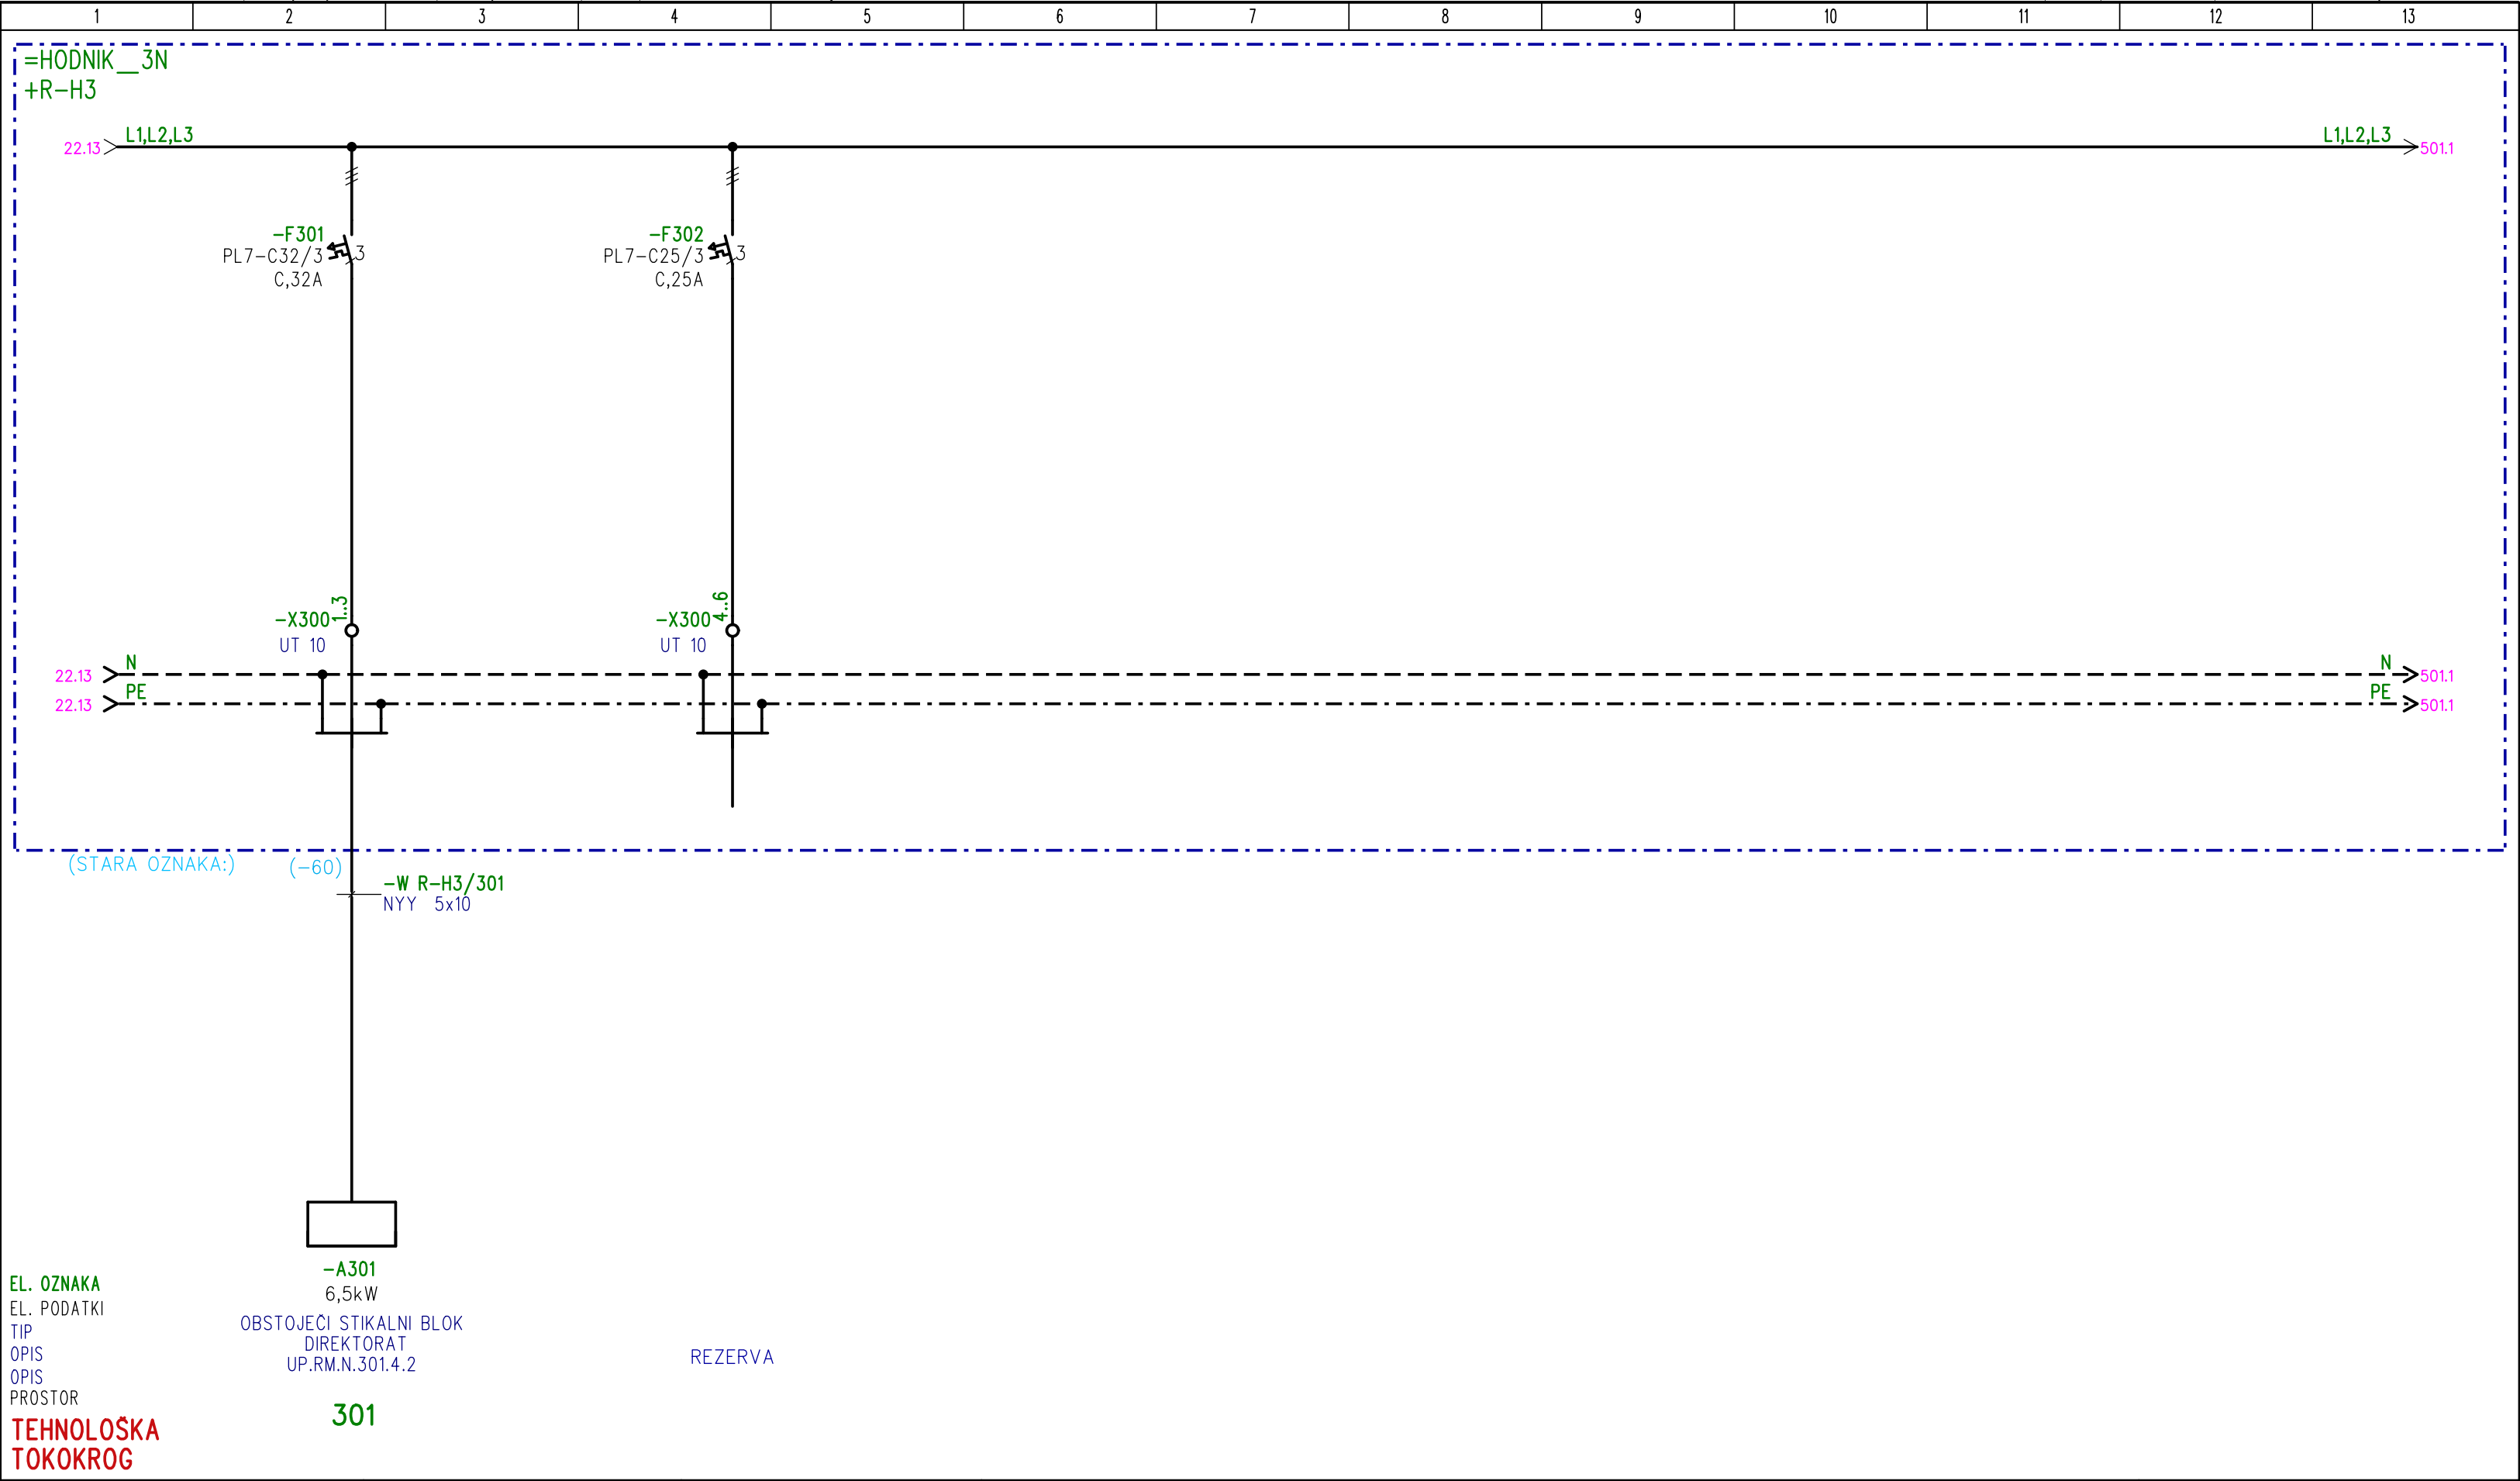 1 2 3 4 5 6 7 8 9 10 11 12 13
=HODNIK__3N
+R-H3
L1,L2,L3 L1,L2,L3
22.13 501.1
-F301 -F302
PL7-C32/3 3 PL7-C25/3 3
C,32A C,25A
-X300 1..3 -X300 4..6
UT 10 UT 10
N N
22.13 501.1
PE PE
22.13 501.1
(STARA OZNAKA:) (-60)
-W R-H3/301
NYY 5x10
-A301
EL. OZNAKA
6,5kW
EL. PODATKI
OBSTOJEČI STIKALNI BLOK
TIP
DIREKTORAT
OPIS
UP.RM.N.301.4.2
REZERVA
OPIS
PROSTOR
301
TEHNOLOŠKA
TOKOKROG